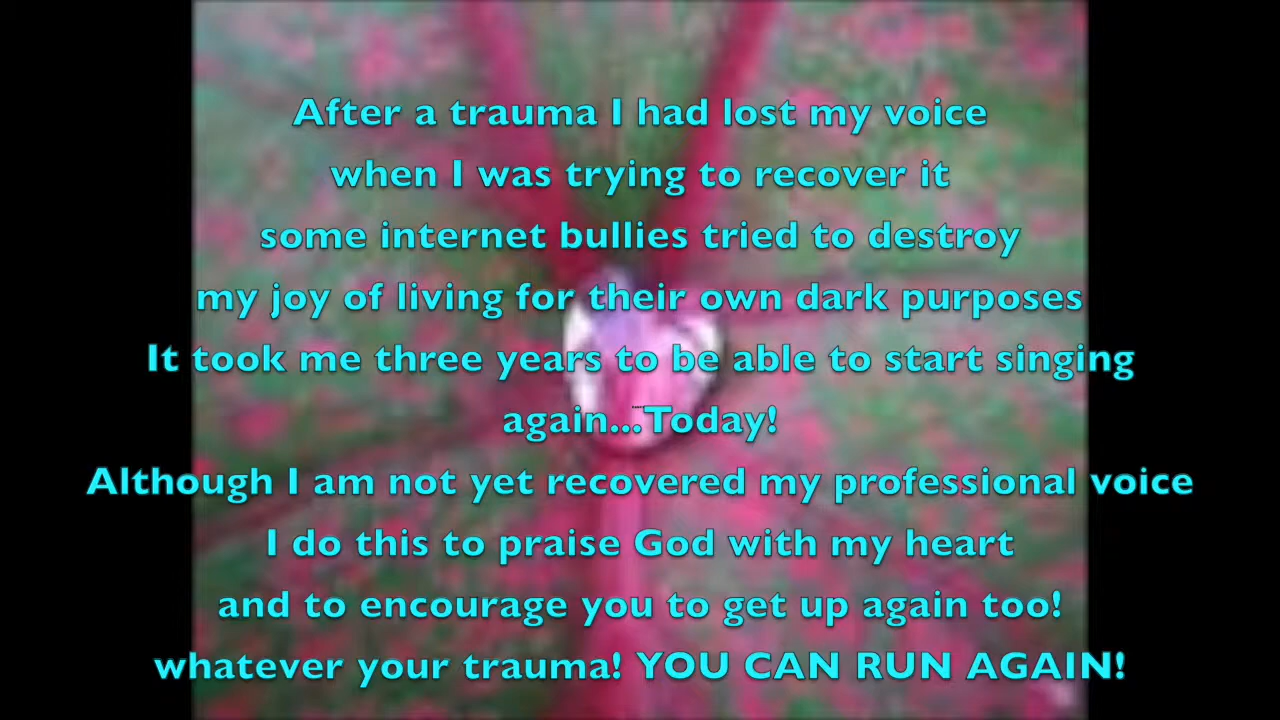 After a trauma I had lost my voice
when I was trying to recover it
some internet bullies tried to destroy
my joy of living for their own dark purposes
It took me three years to be able to start singing
again...Today!
Although I am not yet recovered my professional voice
I do this to praise God with my heart
and to encourage you to get up again too!
whatever your trauma! YOU CAN RUN AGAIN!